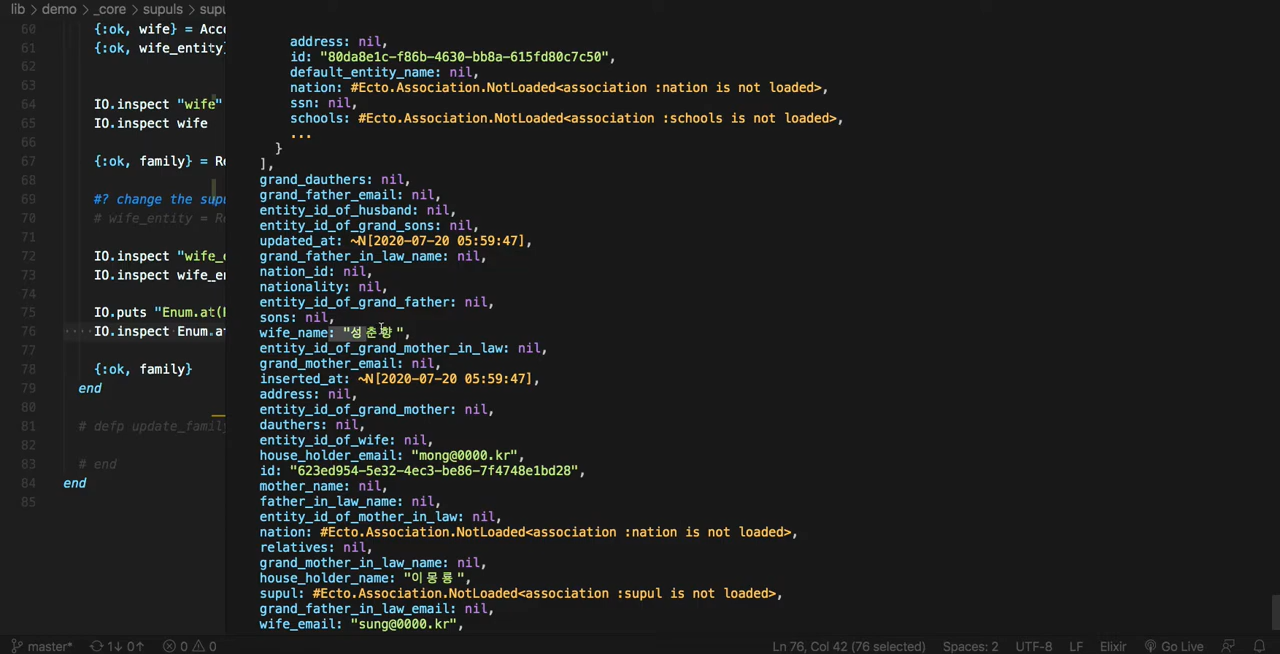 lib > demo > _core > supuls > supu
60 {:ok, wife} = Acco
61 {:ok, wife_entity}
62
63
64 IO.inspect "wife"
65 IO.inspect wife
66
67 {:ok, family} = Re
68
69 #? change the supu
70 # wife_entity = Re
71
72 IO.inspect "wife_e
73 IO.inspect wife_en
74
75 IO.puts "Enum.at(
76 IO.inspect Enum.at
77
78 {:ok, family}
79 end
80
81 # defp update_family
82
83 # end
84 end
85
address: nil,
id: "80da8e1c-f86b-4630-bb8a-615fd80c7c50",
default_entity_name: nil,
nation: #Ecto.Association.NotLoaded<association :nation is not loaded>,
ssn: nil,
schools: #Ecto.Association.NotLoaded<association :schools is not loaded>,
...
}
],
grand_dauthers: nil,
grand_father_email: nil,
entity_id_of_husband: nil,
entity_id_of_grand_sons: nil,
updated_at: ~N[2020-07-20 05:59:47],
grand_father_in_law_name: nil,
nation_id: nil,
nationality: nil,
entity_id_of_grand_father: nil,
sons: nil,
wife_name: "성춘향",
entity_id_of_grand_mother_in_law: nil,
grand_mother_email: nil,
inserted_at: ~N[2020-07-20 05:59:47],
address: nil,
entity_id_of_grand_mother: nil,
dauthers: nil,
entity_id_of_wife: nil,
house_holder_email: "mong@0000.kr",
id: "623ed954-5e32-4ec3-be86-7f4748e1bd28",
mother_name: nil,
father_in_law_name: nil,
entity_id_of_mother_in_law: nil,
nation: #Ecto.Association.NotLoaded<association :nation is not loaded>,
relatives: nil,
grand_mother_in_law_name: nil,
house_holder_name: "이몽룡",
supul: #Ecto.Association.NotLoaded<association :supul is not loaded>,
grand_father_in_law_email: nil,
wife_email: "sung@0000.kr",
master* 1↓ 0↑ 0 0 Ln 76, Col 42 (76 selected) Spaces: 2 UTF-8 LF Elixir Go Live